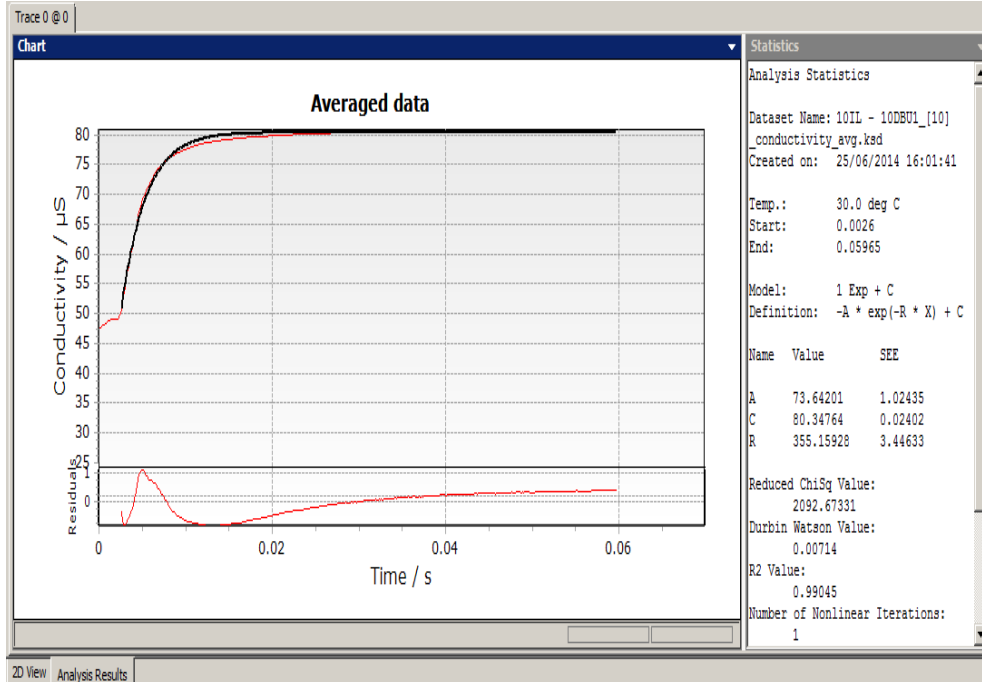 Trace 0 @ 0
Chart
Averaged data
Conductivity / µS
80
75
70
65
60
55
50
45
40
35
30
25
Residuals
1
0
0
0.02
0.04
0.06
Time / s
Statistics
Analysis Statistics
Dataset Name: 10IL - 10DBU1_[10]
_conductivity_avg.ksd
Created on: 25/06/2014 16:01:41
Temp.: 30.0 deg C
Start: 0.0026
End: 0.05965
Model: 1 Exp + C
Definition: -A * exp(-R * X) + C
Name Value SEE
A 73.64201 1.02435
C 80.34764 0.02402
R 355.15928 3.44633
Reduced ChiSq Value:
2092.67331
Durbin Watson Value:
0.00714
R2 Value:
0.99045
Number of Nonlinear Iterations:
1
2D View
Analysis Results